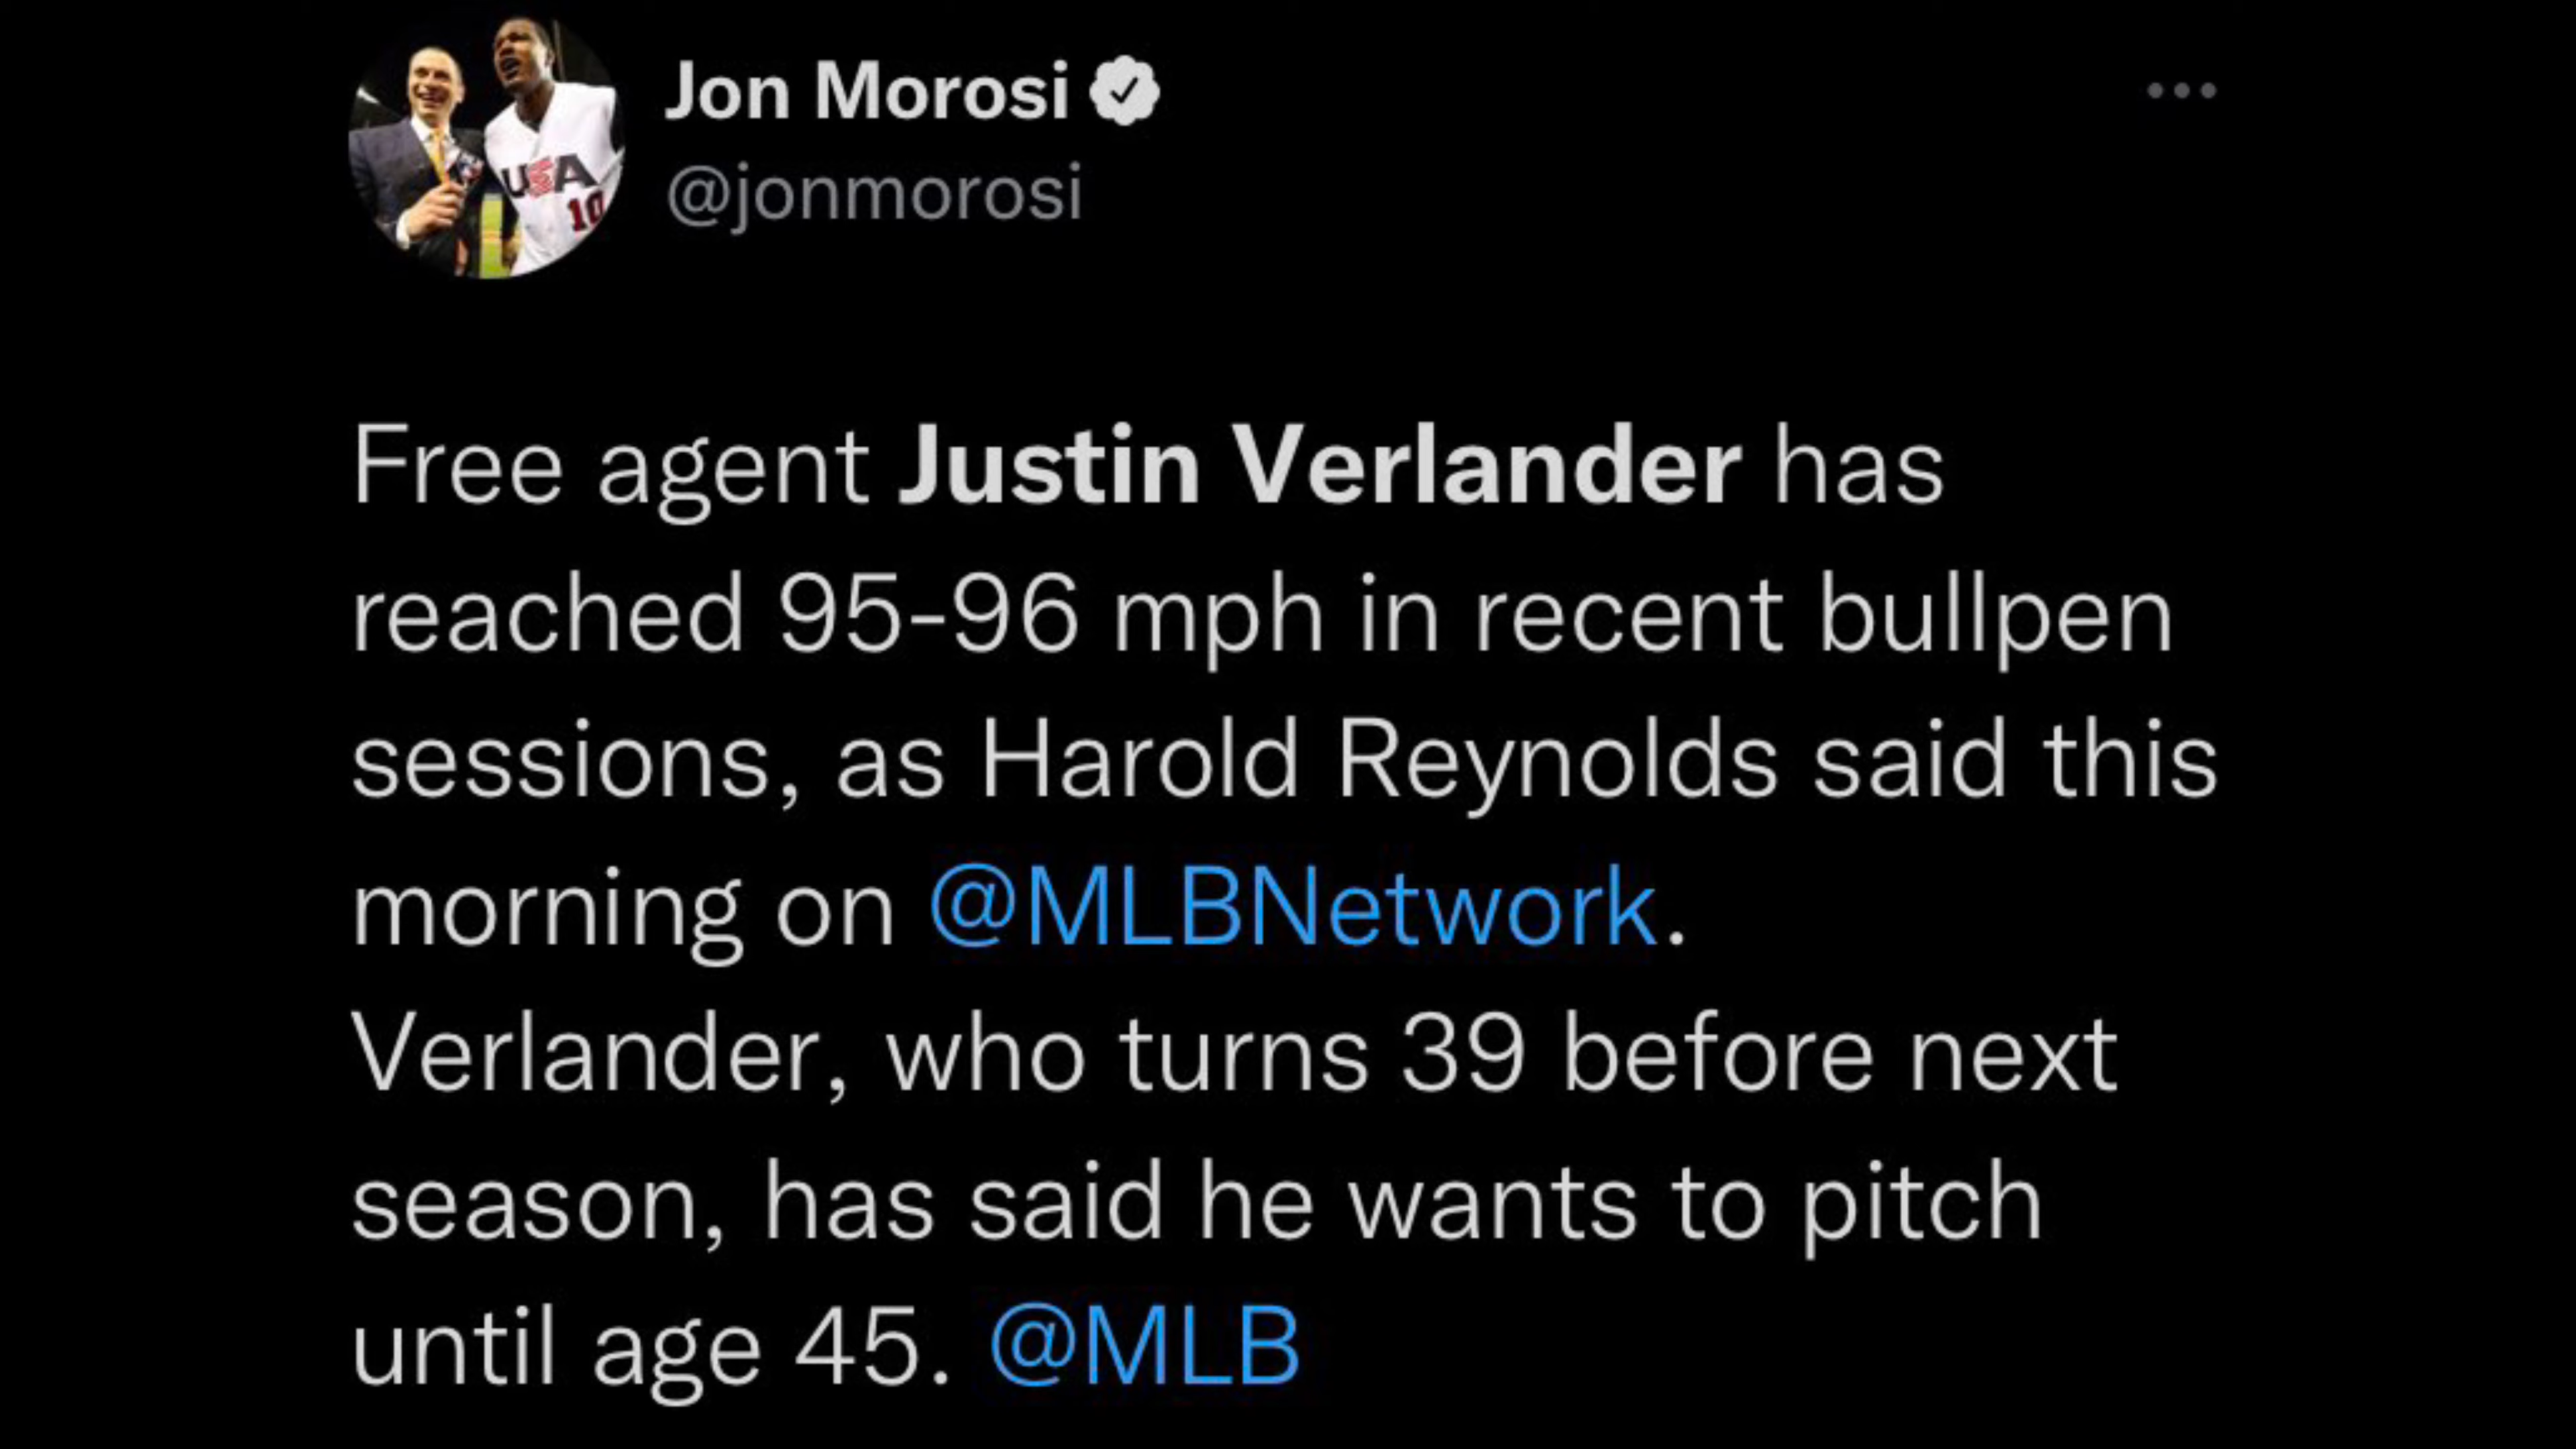 Jon Morosi
@jonmorosi
USA
10
Free agent Justin Verlander has
reached 95-96 mph in recent bullpen
sessions, as Harold Reynolds said this
morning on @MLBNetwork.
Verlander, who turns 39 before next
season, has said he wants to pitch
until age 45. @MLB